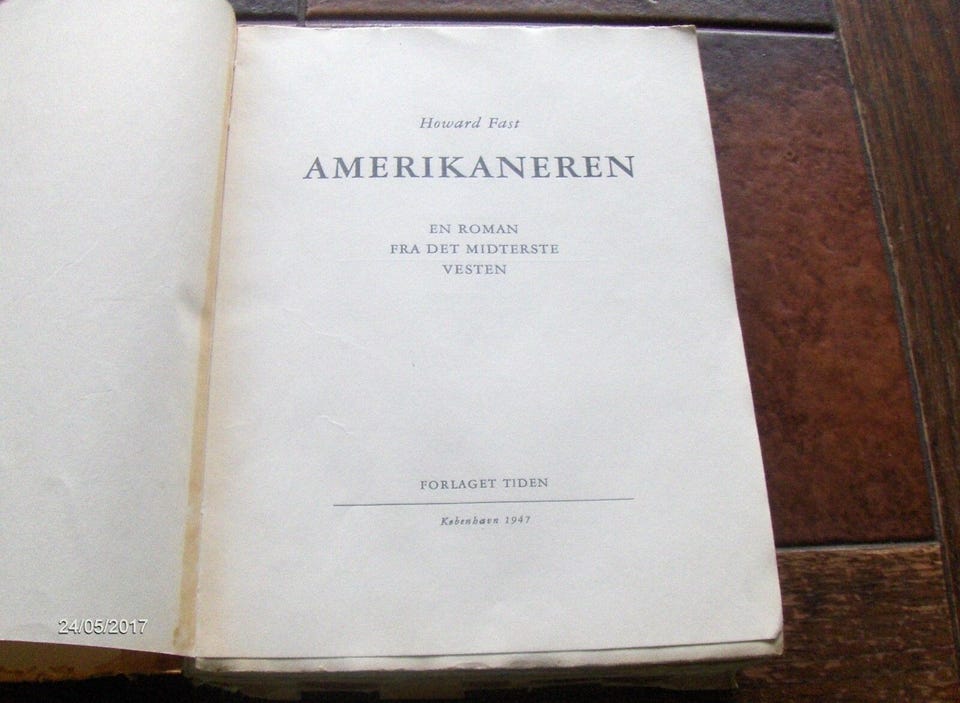 Howard Fast
AMERIKANEREN
EN ROMAN
FRA DET MIDTERSTE
VESTEN
FORLAGET TIDEN
København 1947
24/05/2017